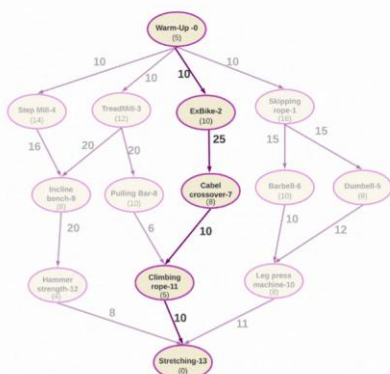 Warm-Up -0
(5)
10
10
10
10
Step Mill-4
(14)
TreadMill-3
(12)
ExBike-2
(10)
Skipping
rope-1
(16)
16
20
20
25
15
15
Incline
bench-9
(8)
Pulling Bar-8
(10)
Cabel
crossover-7
(8)
Barbell-6
(10)
Dumbell-5
(9)
20
6
10
10
12
Hammer
strength-12
Climbing
rope-11
(5)
Leg press
machine-10
(8)
8
10
11
Stretching-13
(0)